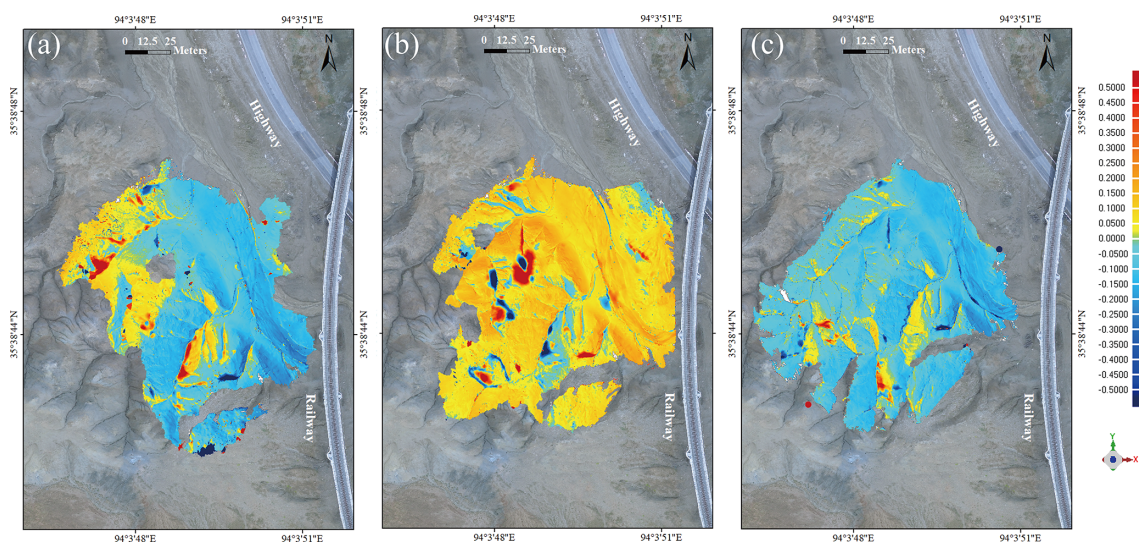 94°3'48"E 94°3'51"E 94°3'48"E 94°3'51"E 94°3'48"E 94°3'51"E
(a) 0 12.5 25 Meters N
(b) 0 12.5 25 Meters N
(c) 0 12.5 25 Meters N
35°38'48"N 35°38'48"N 35°38'48"N 35°38'48"N
Highway Highway Highway
35°38'44"N 35°38'44"N 35°38'44"N 35°38'44"N
Railway Railway Railway
94°3'48"E 94°3'51"E 94°3'48"E 94°3'51"E 94°3'48"E 94°3'51"E
0.5000
0.4500
0.4000
0.3500
0.3000
0.2500
0.2000
0.1500
0.1000
0.0500
0.0000
-0.0500
-0.1000
-0.1500
-0.2000
-0.2500
-0.3000
-0.3500
-0.4000
-0.4500
-0.5000
Y
X